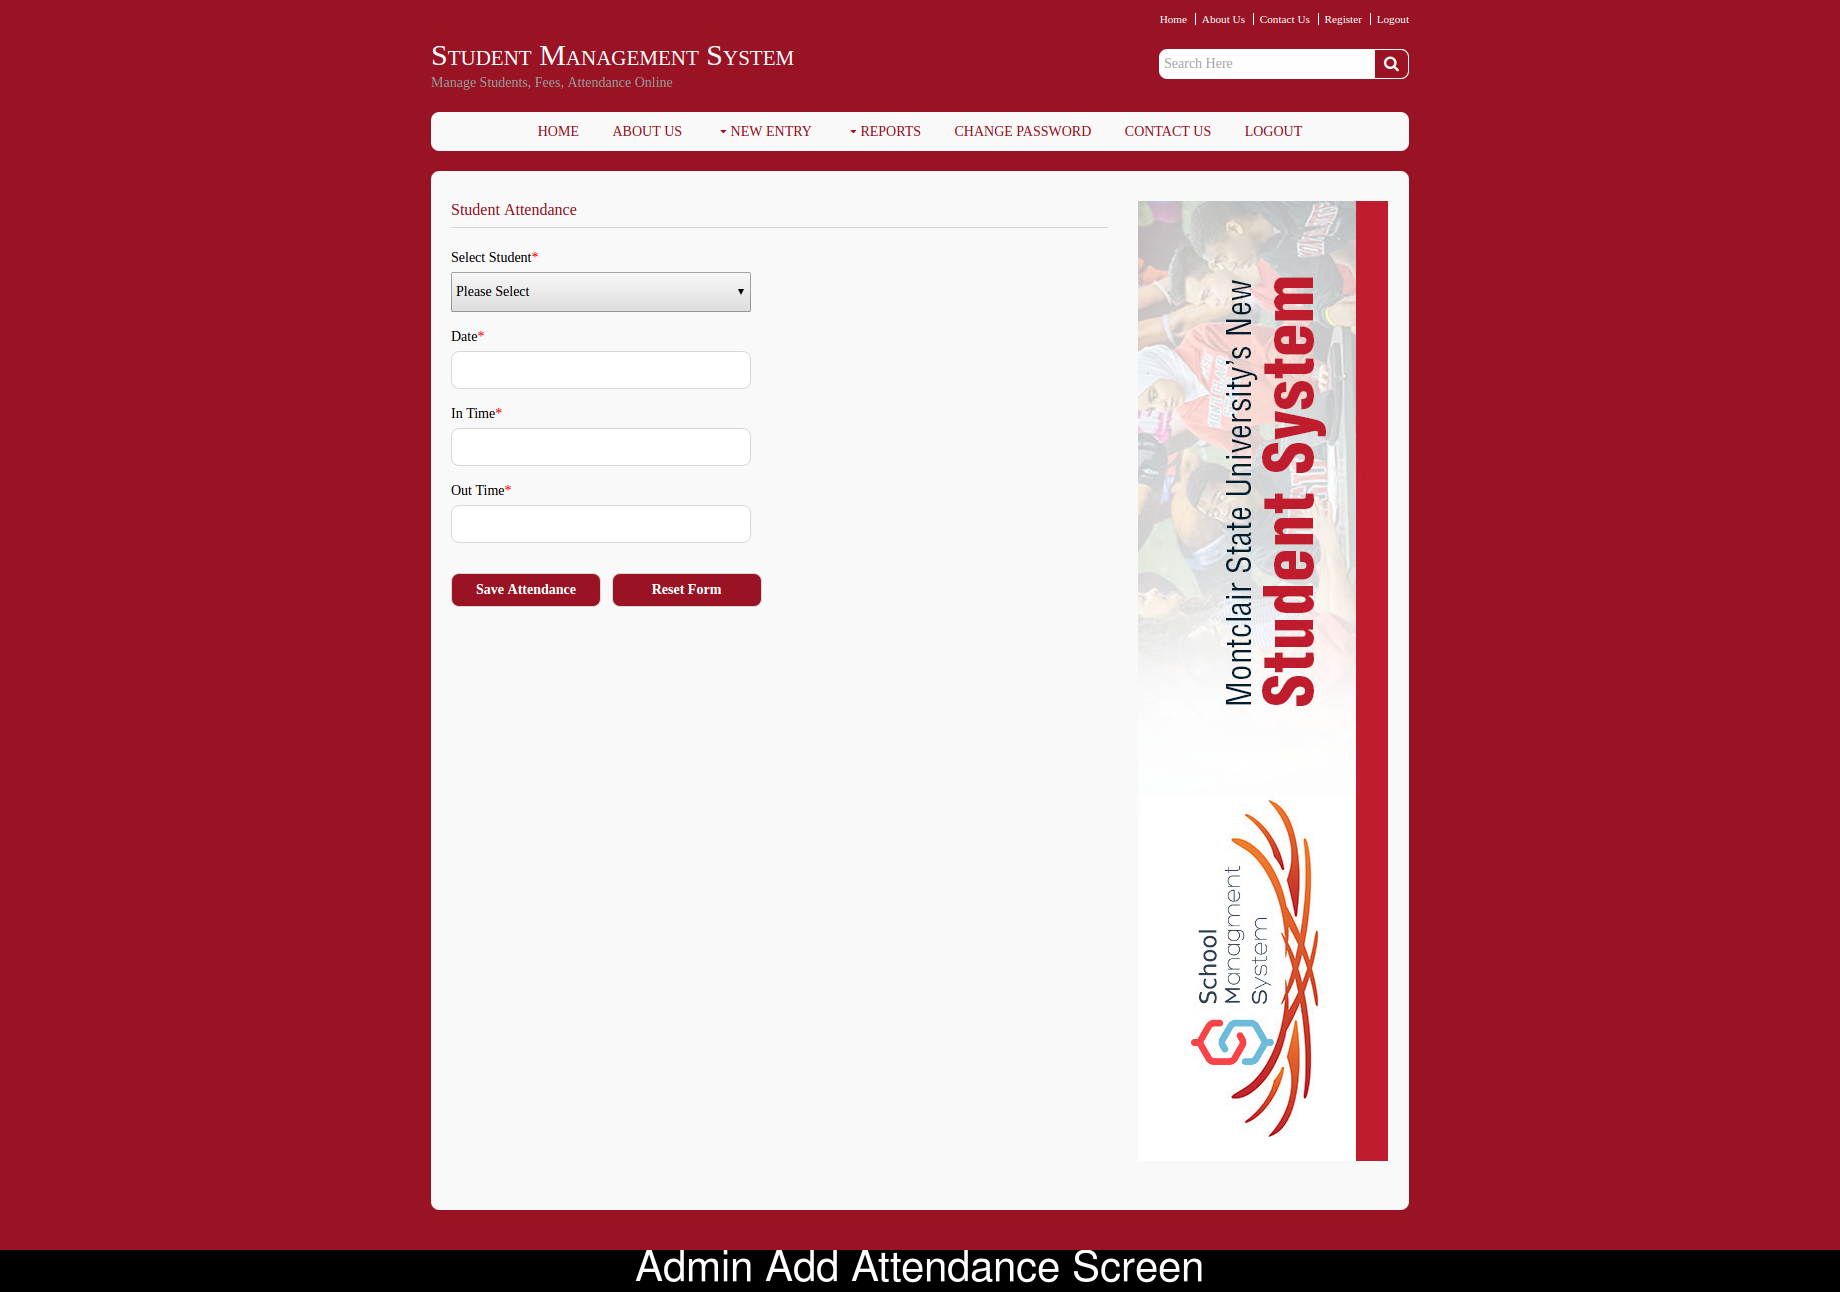 Home
About Us
Contact Us
Register
Logout
Student Management System
Manage Students, Fees, Attendance Online
Search Here
HOME
ABOUT US
NEW ENTRY
REPORTS
CHANGE PASSWORD
CONTACT US
LOGOUT
Student Attendance
Select Student*
Please Select
Date*
In Time*
Out Time*
Save Attendance
Reset Form
Montclair State University's New
Student System
School
Managment
System
Admin Add Attendance Screen